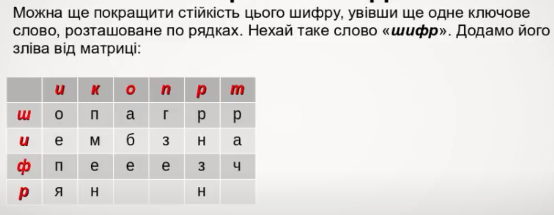 Можна ще покращити стійкість цього шифру, увівши ще одне ключове
слово, розташоване по рядках. Нехай таке слово «шифр». Додамо його
зліва від матриці:
и к о п р т
ш о п а г р р
и е м б з н а
ф п е е е з ч
р я н н